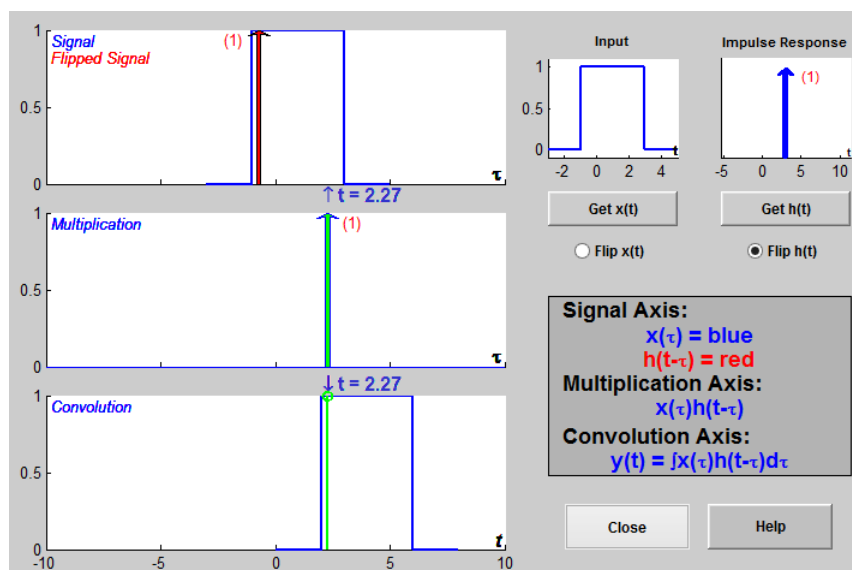 1
0.5
0
Signal
Flipped Signal
(1)
τ
↑ t = 2.27
1
0.5
0
Multiplication
(1)
τ
↓ t = 2.27
1
0.5
0
Convolution
t
-10 -5 0 5 10
Input
1
0.5
0
t
-2 0 2 4
Get x(t)
Flip x(t)
Impulse Response
(1)
t
-5 0 5 10
Get h(t)
Flip h(t)
Signal Axis:
x(τ) = blue
h(t-τ) = red
Multiplication Axis:
x(τ)h(t-τ)
Convolution Axis:
y(t) = ∫x(τ)h(t-τ)dτ
Close
Help